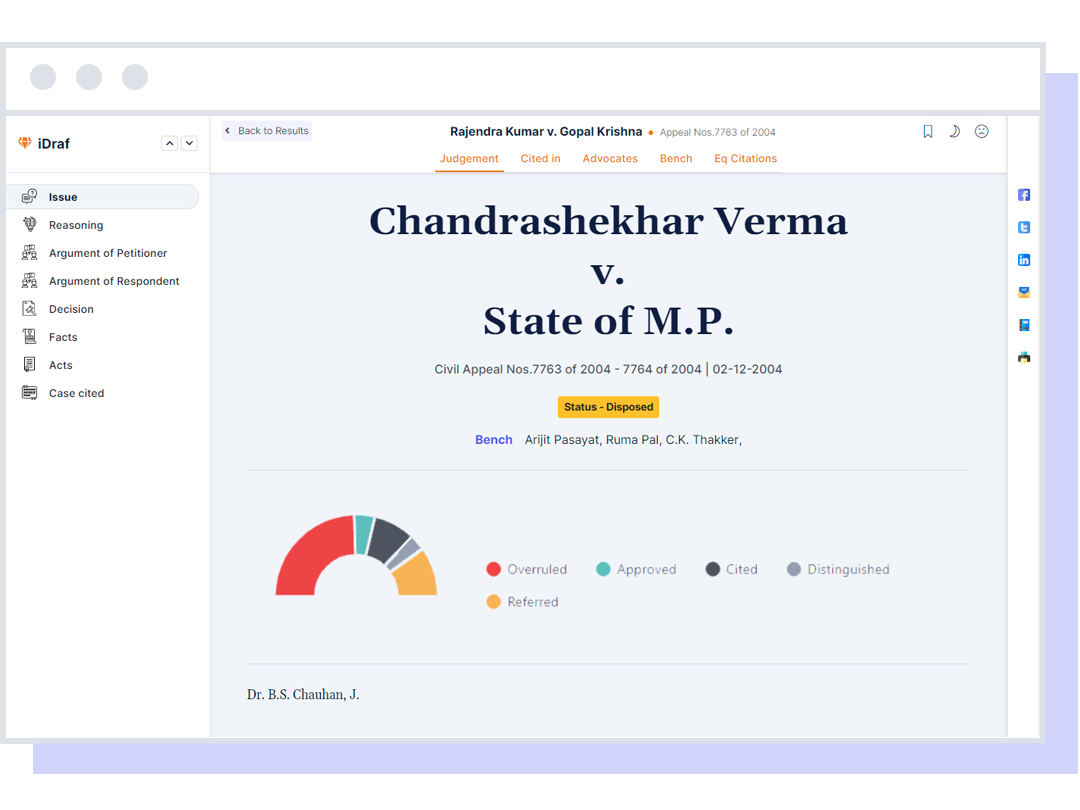 iDraf
Issue
Reasoning
Argument of Petitioner
Argument of Respondent
Decision
Facts
Acts
Case cited
Back to Results
Rajendra Kumar v. Gopal Krishna • Appeal Nos.7763 of 2004
Judgement Cited in Advocates Bench Eq Citations
Chandrashekhar Verma
v.
State of M.P.
Civil Appeal Nos.7763 of 2004 - 7764 of 2004 | 02-12-2004
Status - Disposed
Bench Arijit Pasayat, Ruma Pal, C.K. Thakker,
Overruled Approved Cited Distinguished
Referred
Dr. B.S. Chauhan, J.